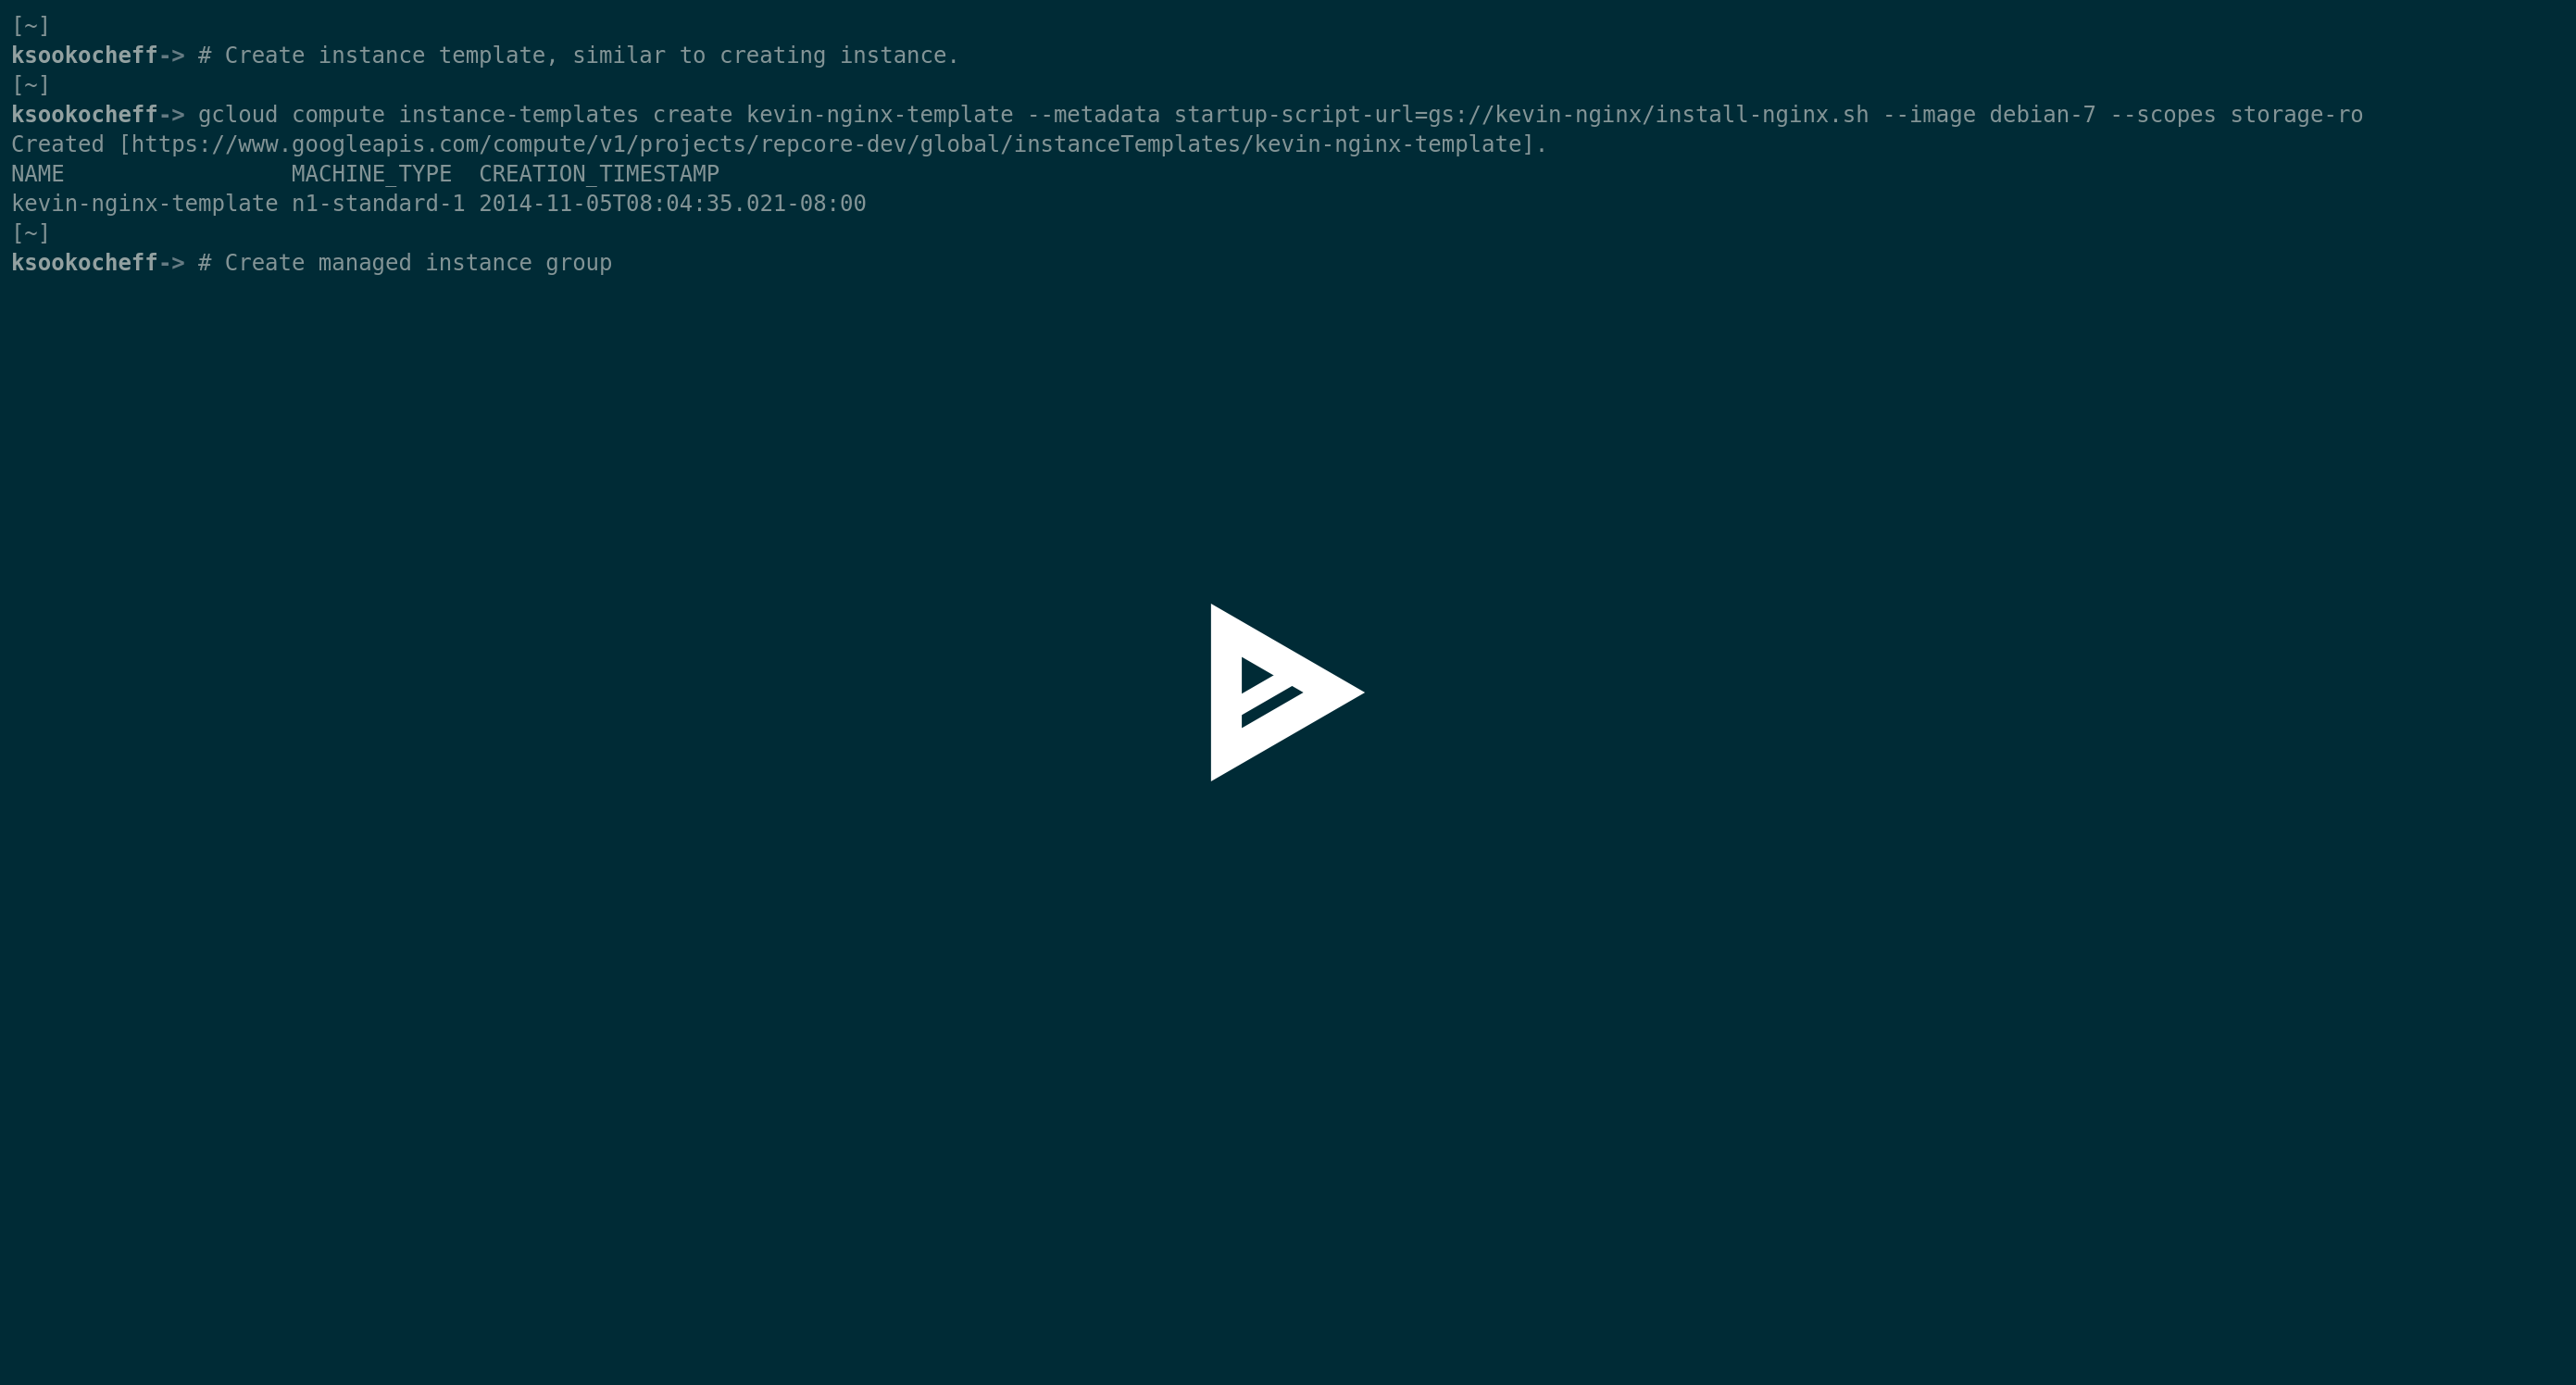 [~]
ksookocheff-> # Create instance template, similar to creating instance.
[~]
ksookocheff-> gcloud compute instance-templates create kevin-nginx-template --metadata startup-script-url=gs://kevin-nginx/install-nginx.sh --image debian-7 --scopes storage-ro
Created [https://www.googleapis.com/compute/v1/projects/repcore-dev/global/instanceTemplates/kevin-nginx-template].
NAME                 MACHINE_TYPE  CREATION_TIMESTAMP
kevin-nginx-template n1-standard-1 2014-11-05T08:04:35.021-08:00
[~]
ksookocheff-> # Create managed instance group